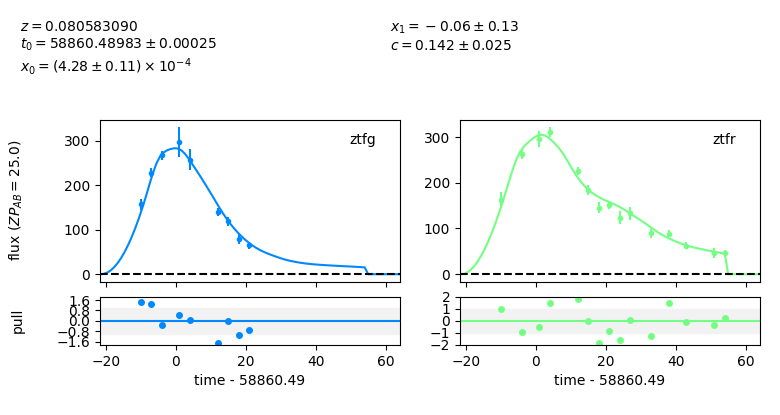 z = 0.080583090
t₀ = 58860.48983 ± 0.00025
x₀ = (4.28 ± 0.11) × 10⁻⁴
x₁ = −0.06 ± 0.13
c = 0.142 ± 0.025
flux (ZP_AB = 25.0)
300
200
100
0
ztfg
300
200
100
0
ztfr
pull
1.6
0.8
0.0
−0.8
−1.6
−20 0 20 40 60
time - 58860.49
2
1
0
−1
−2
−20 0 20 40 60
time - 58860.49